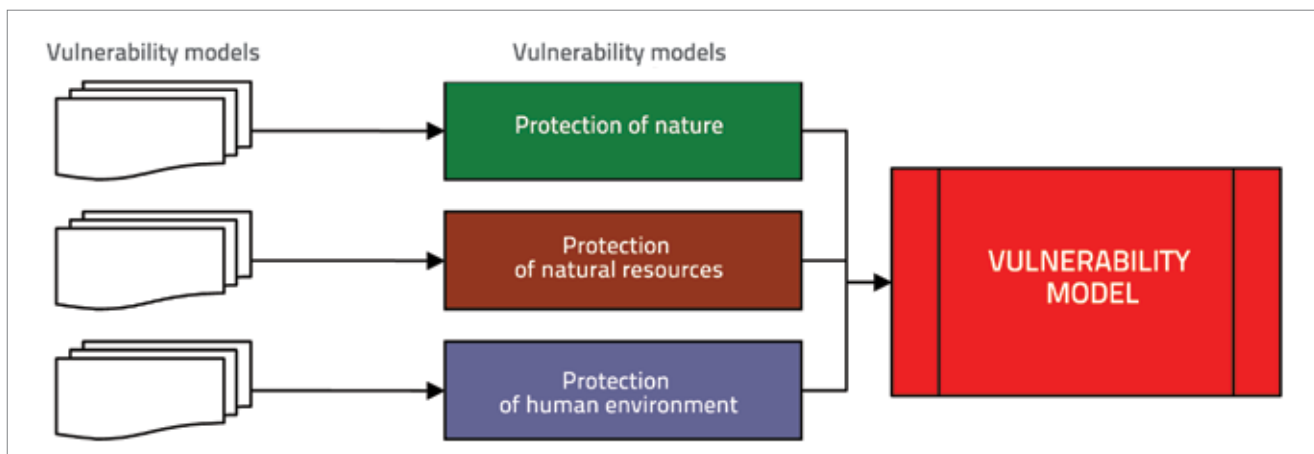 Vulnerability models
Vulnerability models
Protection of nature
Protection
of natural resources
Protection
of human environment
VULNERABILITY
MODEL